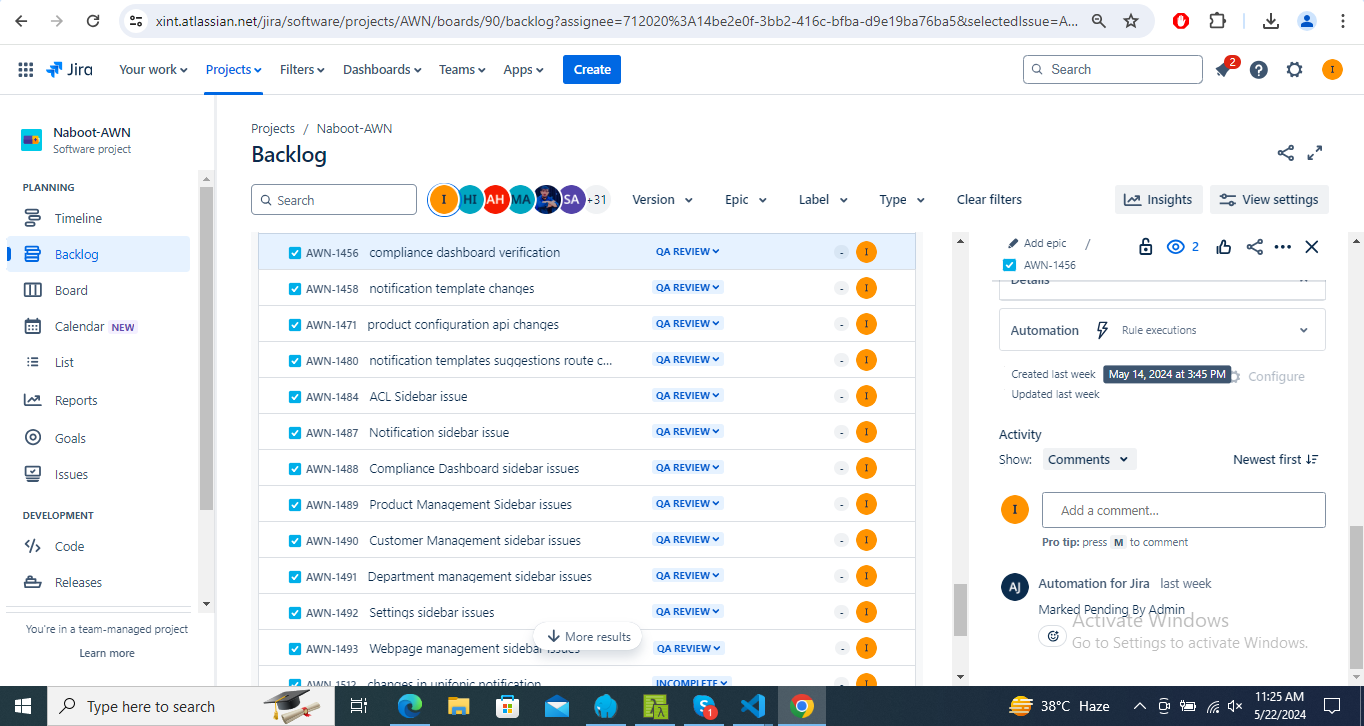 xint.atlassian.net/jira/software/projects/AWN/boards/90/backlog?assignee=712020%3A14be2e0f-3bb2-416c-bfba-d9e19ba76ba5&selectedIssue=A...
Jira Your work Projects Filters Dashboards Teams Apps Create Search 2 I
Naboot-AWN
Software project
PLANNING
Timeline
Backlog
Board
Calendar NEW
List
Reports
Goals
Issues
DEVELOPMENT
Code
Releases
You're in a team-managed project
Learn more
Projects / Naboot-AWN
Backlog
Search I HI AH MA SA +31 Version Epic Label Type Clear filters Insights View settings
AWN-1456 compliance dashboard verification QA REVIEW - I
AWN-1458 notification template changes QA REVIEW - I
AWN-1471 product configuration api changes QA REVIEW - I
AWN-1480 notification templates suggestions route c... QA REVIEW - I
AWN-1484 ACL Sidebar issue QA REVIEW - I
AWN-1487 Notification sidebar issue QA REVIEW - I
AWN-1488 Compliance Dashboard sidebar issues QA REVIEW - I
AWN-1489 Product Management Sidebar issues QA REVIEW - I
AWN-1490 Customer Management sidebar issues QA REVIEW - I
AWN-1491 Department management sidebar issues QA REVIEW - I
AWN-1492 Settings sidebar issues QA REVIEW - I
More results
AWN-1493 Webpage management sidebar issues QA REVIEW - I
AWN-1512 changes in unifonic notification INCOMPLETE - I
Add epic / 2
AWN-1456
Details
Automation Rule executions
Created last week May 14, 2024 at 3:45 PM Configure
Updated last week
Activity
Show: Comments Newest first
I Add a comment...
Pro tip: press M to comment
AJ Automation for Jira last week
Marked Pending By Admin
Activate Windows
Go to Settings to activate Windows.
Type here to search 1 38°C Haze 11:25 AM
5/22/2024